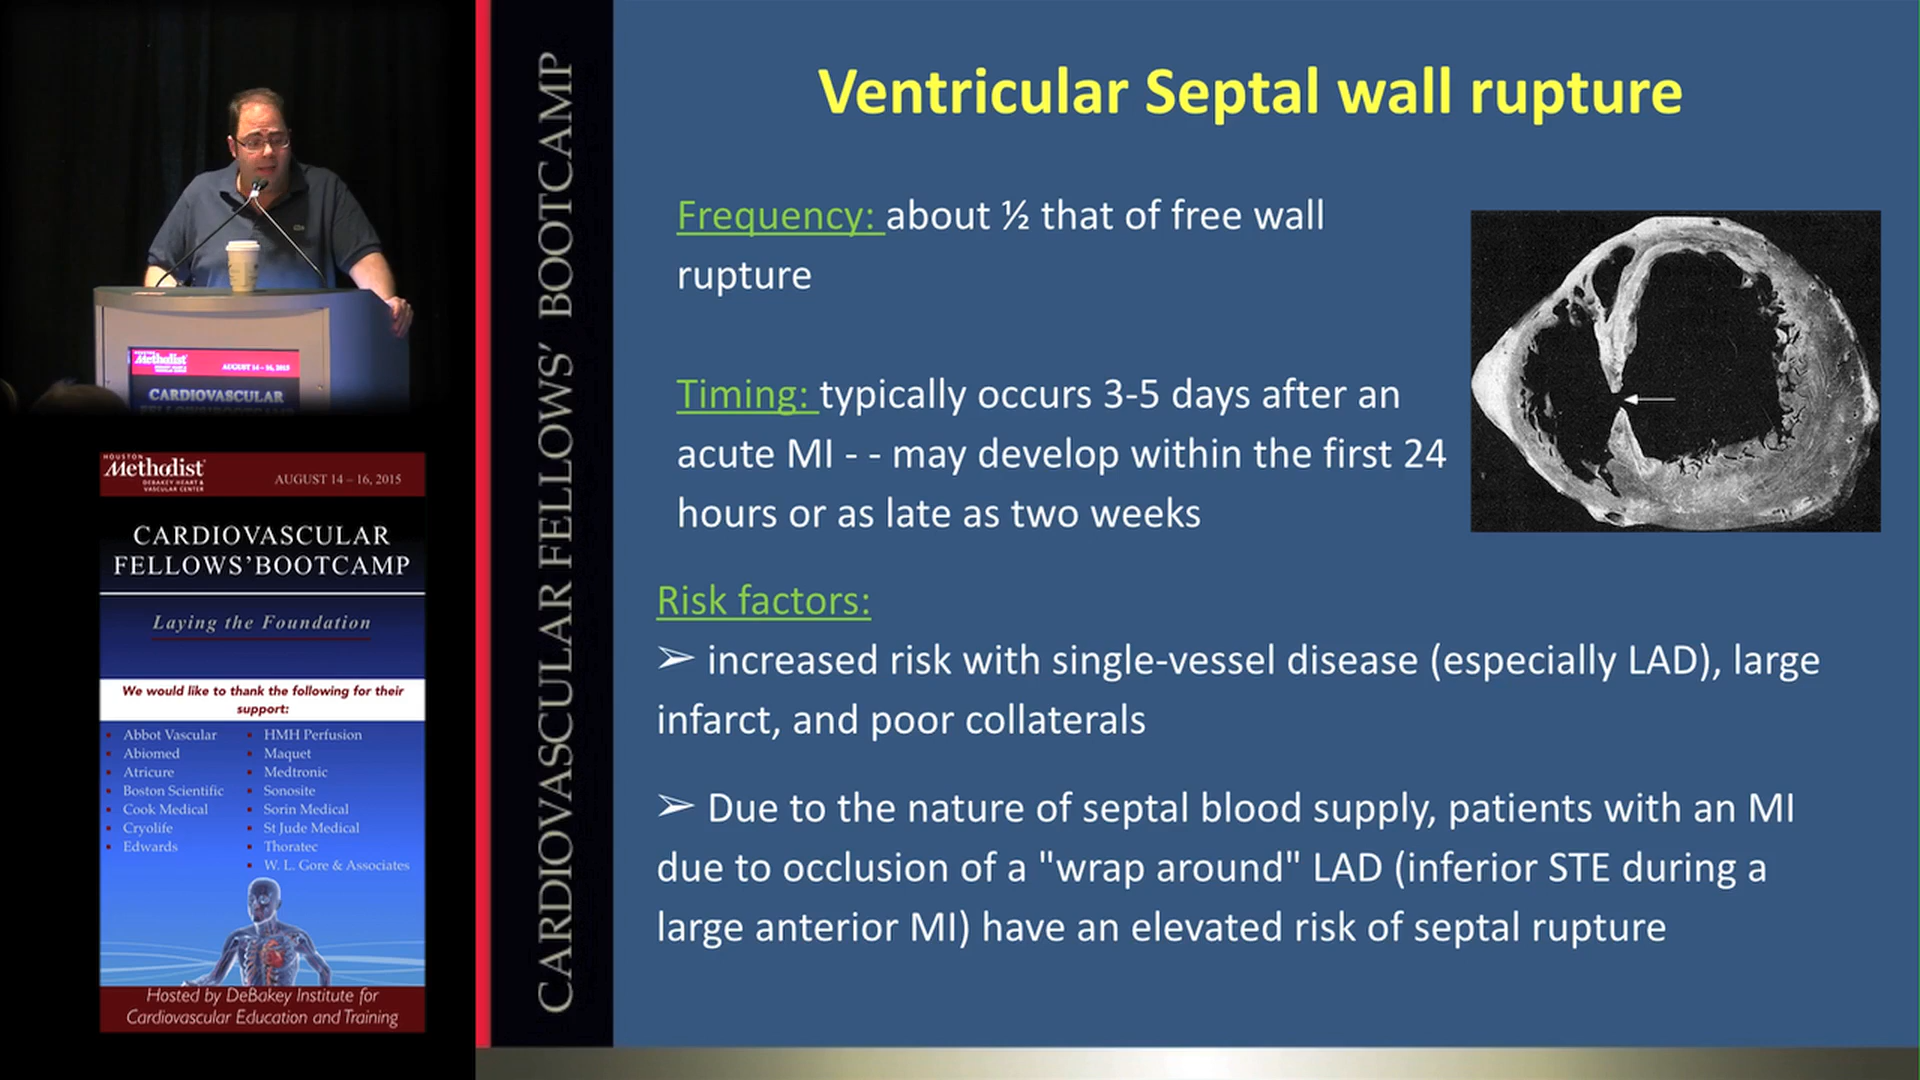 Ventricular Septal wall rupture
Frequency: about ½ that of free wall
rupture
Timing: typically occurs 3-5 days after an
acute MI - - may develop within the first 24
hours or as late as two weeks
Risk factors:
➢ increased risk with single-vessel disease (especially LAD), large
infarct, and poor collaterals
➢ Due to the nature of septal blood supply, patients with an MI
due to occlusion of a "wrap around" LAD (inferior STE during a
large anterior MI) have an elevated risk of septal rupture
CARDIOVASCULAR FELLOWS' BOOTCAMP
Methodist
AUGUST 14 - 16, 2015
CARDIOVASCULAR
FELLOWS'BOOTCAMP
HOUSTON
Methodist
DEBAKEY HEART &
VASCULAR CENTER
AUGUST 14 – 16, 2015
CARDIOVASCULAR
FELLOWS'BOOTCAMP
Laying the Foundation
We would like to thank the following for their
support:
▪ Abbot Vascular
▪ Abiomed
▪ Atricure
▪ Boston Scientific
▪ Cook Medical
▪ Cryolife
▪ Edwards
▪ HMH Perfusion
▪ Maquet
▪ Medtronic
▪ Sonosite
▪ Sorin Medical
▪ St Jude Medical
▪ Thoratec
▪ W. L. Gore & Associates
Hosted by DeBakey Institute for
Cardiovascular Education and Training